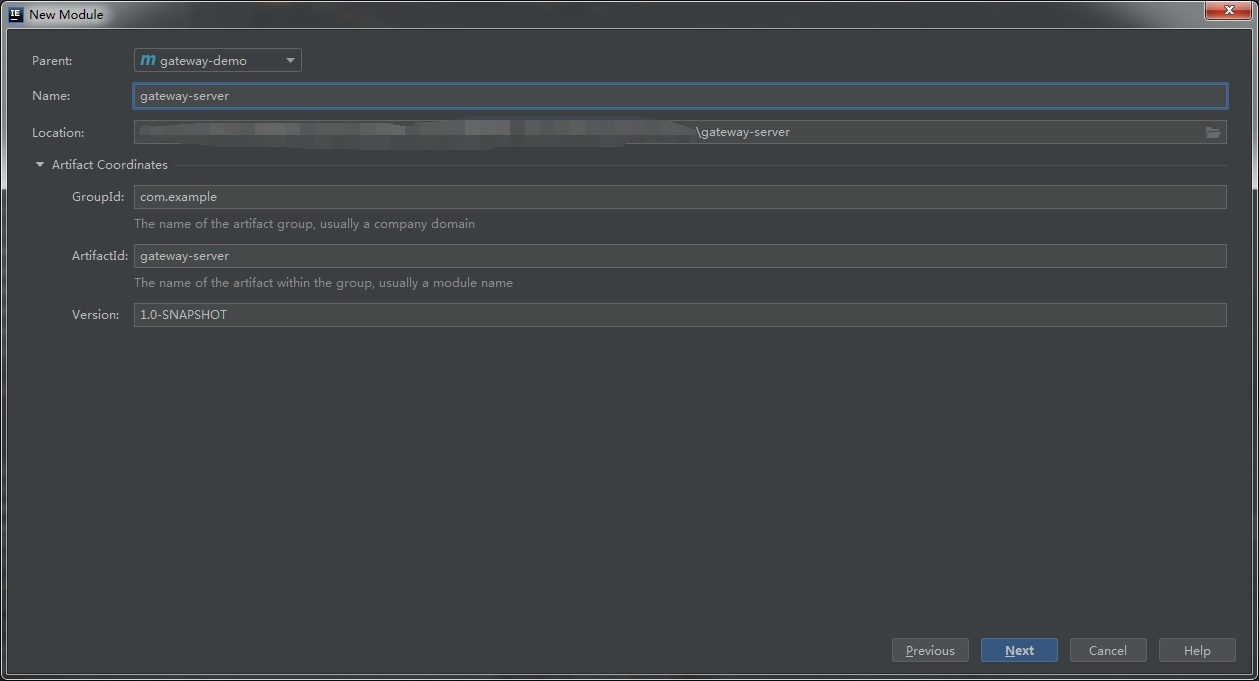 IE New Module
Parent: m gateway-demo
Name: gateway-server
Location: \gateway-server
Artifact Coordinates
GroupId: com.example
The name of the artifact group, usually a company domain
ArtifactId: gateway-server
The name of the artifact within the group, usually a module name
Version: 1.0-SNAPSHOT
Previous Next Cancel Help